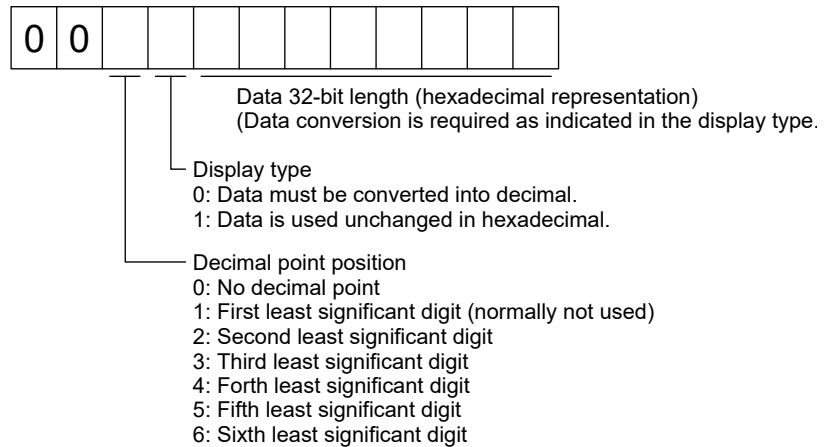 0 0
Data 32-bit length (hexadecimal representation)
(Data conversion is required as indicated in the display type.
Display type
0: Data must be converted into decimal.
1: Data is used unchanged in hexadecimal.
Decimal point position
0: No decimal point
1: First least significant digit (normally not used)
2: Second least significant digit
3: Third least significant digit
4: Forth least significant digit
5: Fifth least significant digit
6: Sixth least significant digit